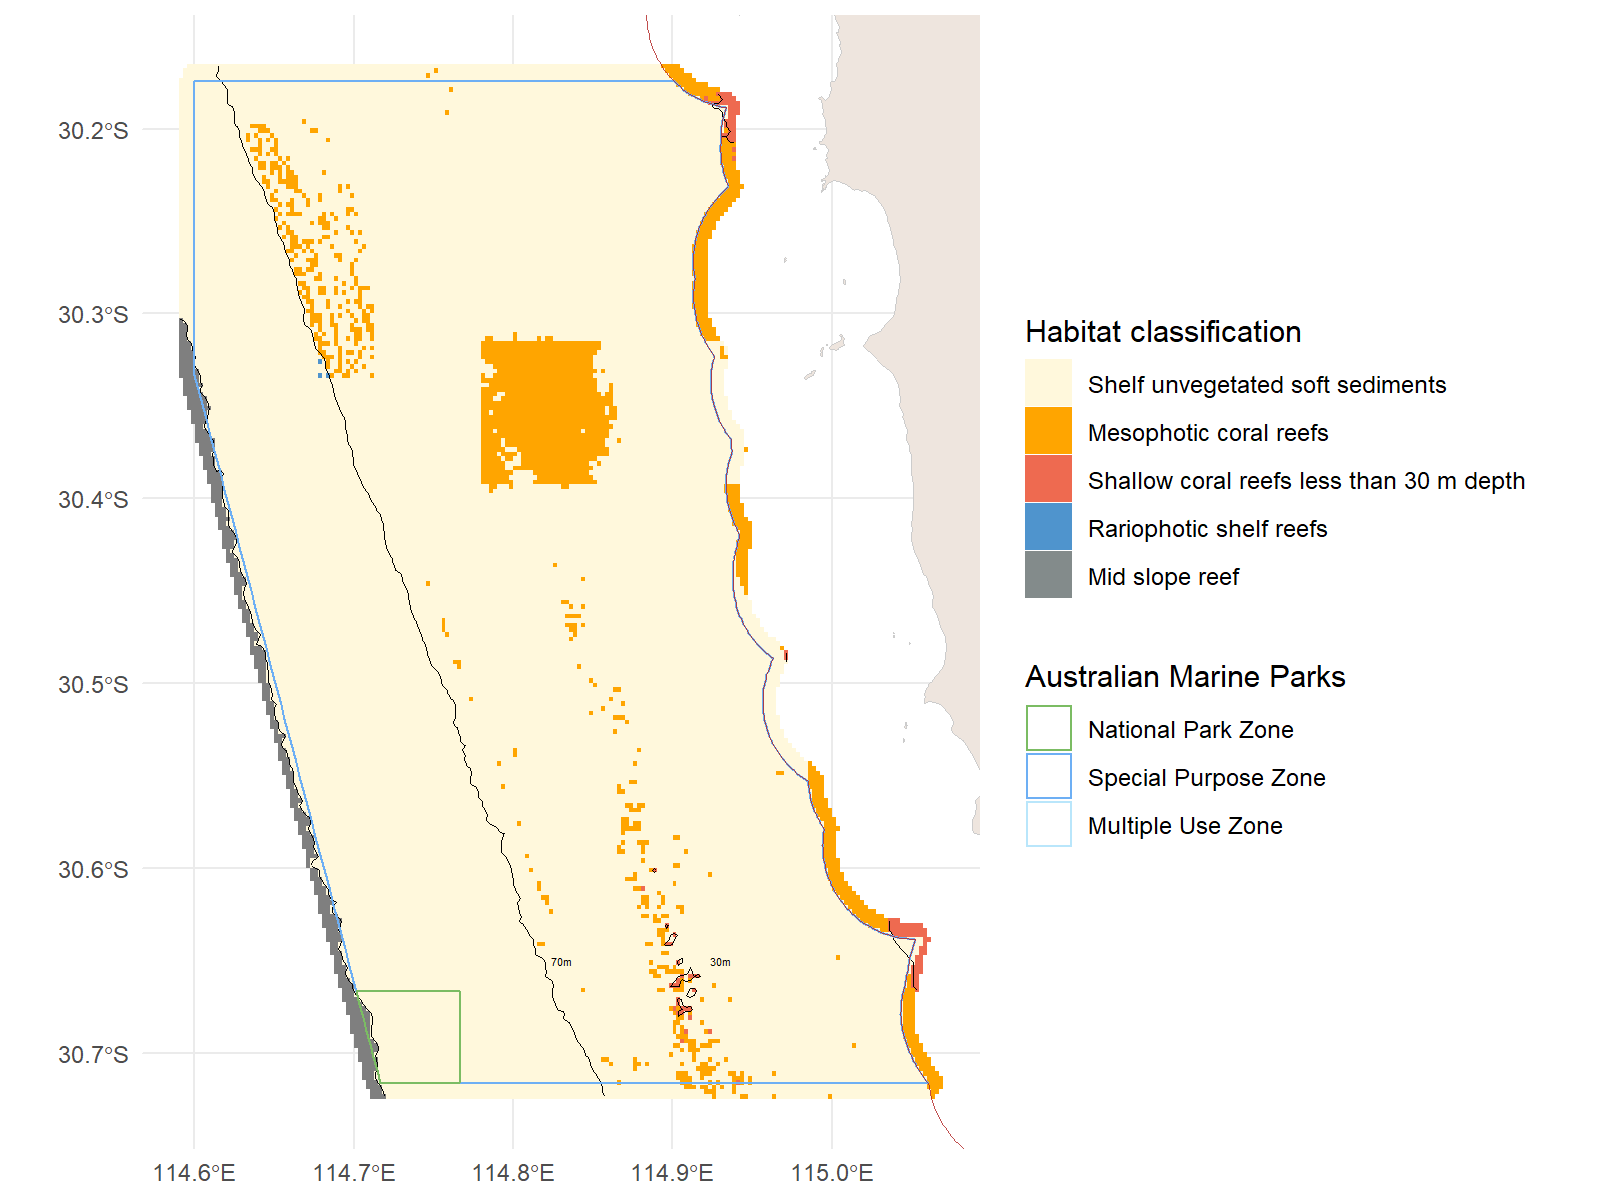 30.2°S
30.3°S
30.4°S
30.5°S
30.6°S
30.7°S
114.6°E
114.7°E
114.8°E
114.9°E
115.0°E
70m
30m
Habitat classification
Shelf unvegetated soft sediments
Mesophotic coral reefs
Shallow coral reefs less than 30 m depth
Rariophotic shelf reefs
Mid slope reef
Australian Marine Parks
National Park Zone
Special Purpose Zone
Multiple Use Zone